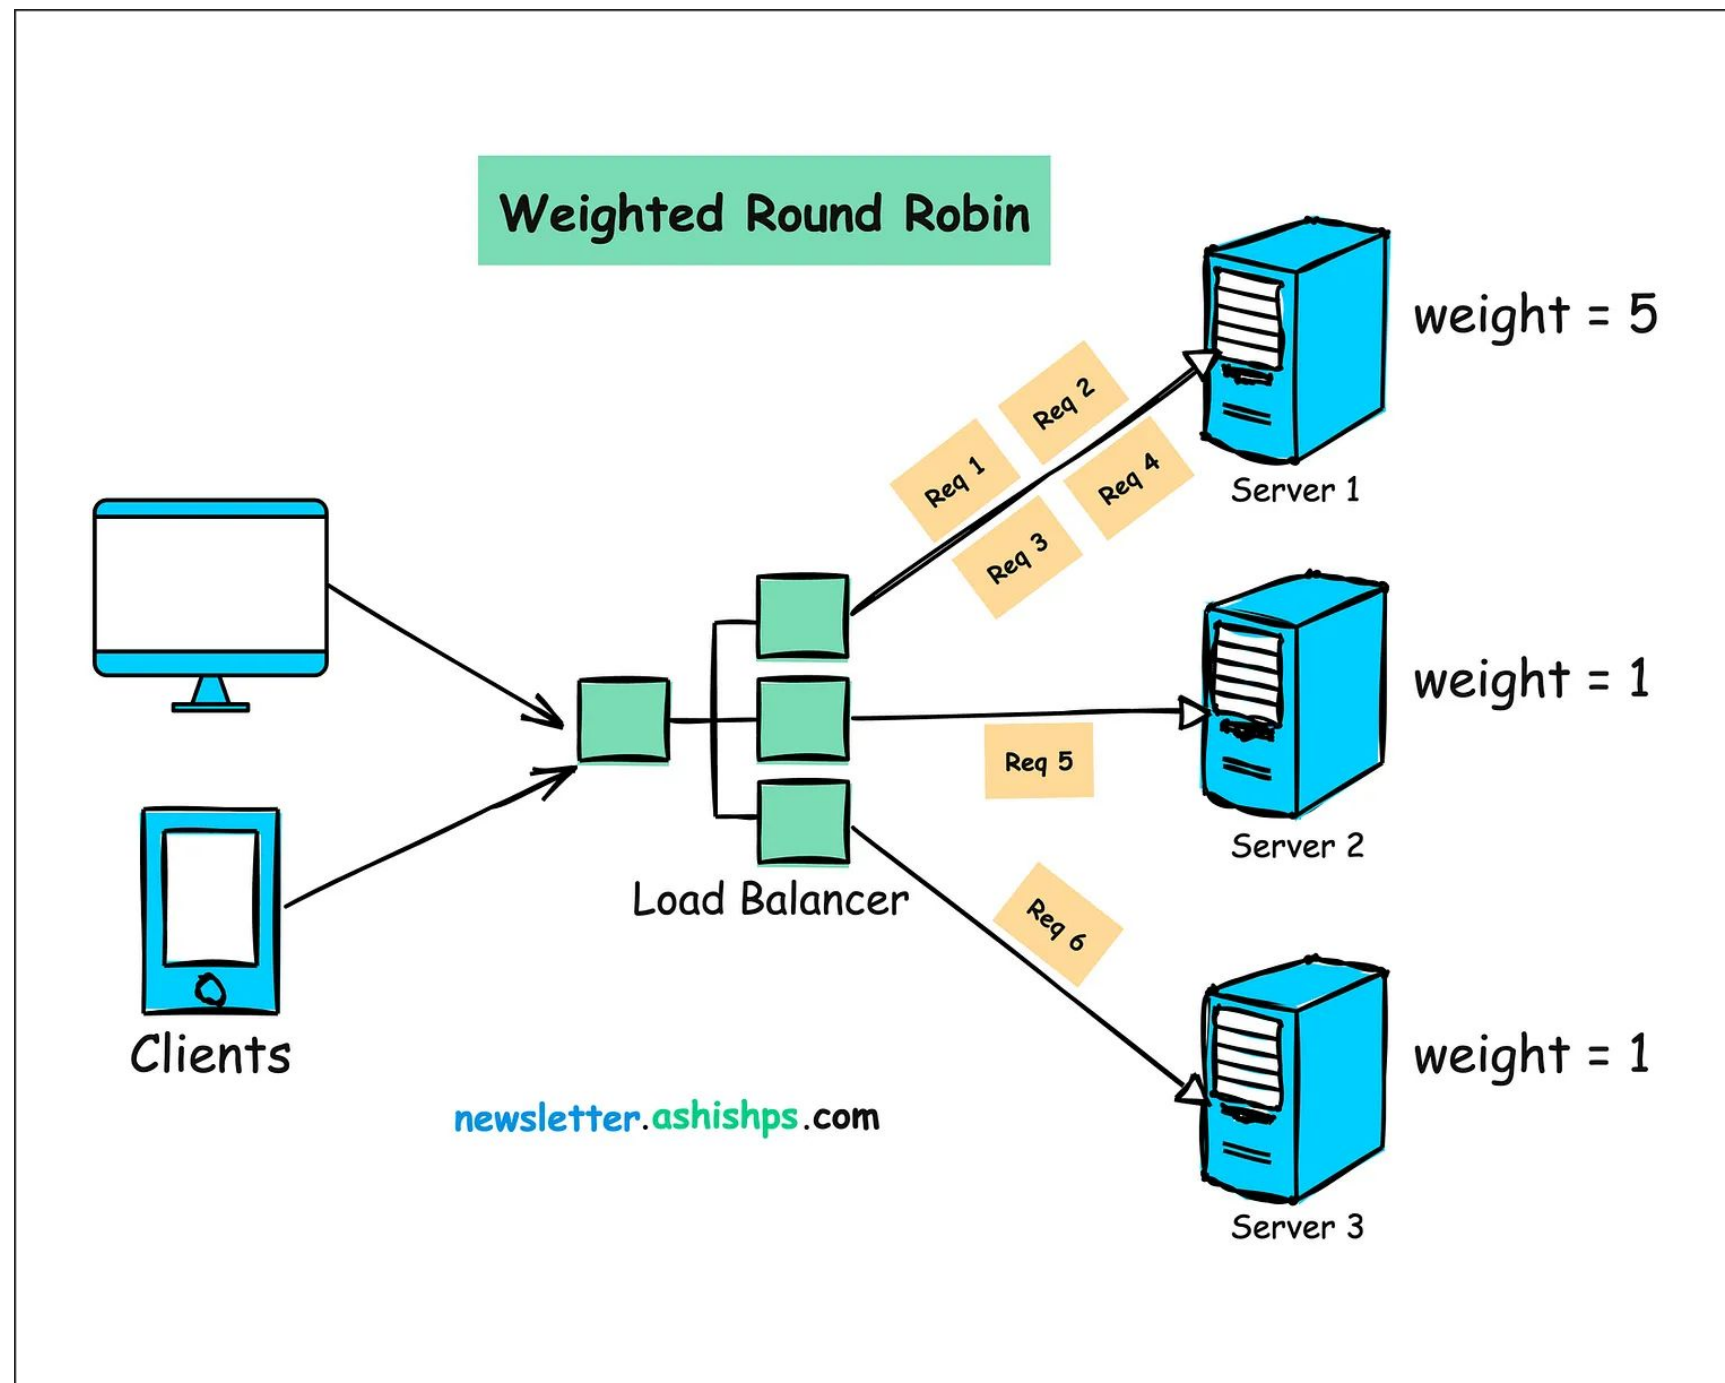 Weighted Round Robin
weight = 5
Req 2
Req 1
Req 4
Req 3
Server 1
weight = 1
Req 5
Server 2
Load Balancer
Req 6
Clients
weight = 1
newsletter.ashishps.com
Server 3